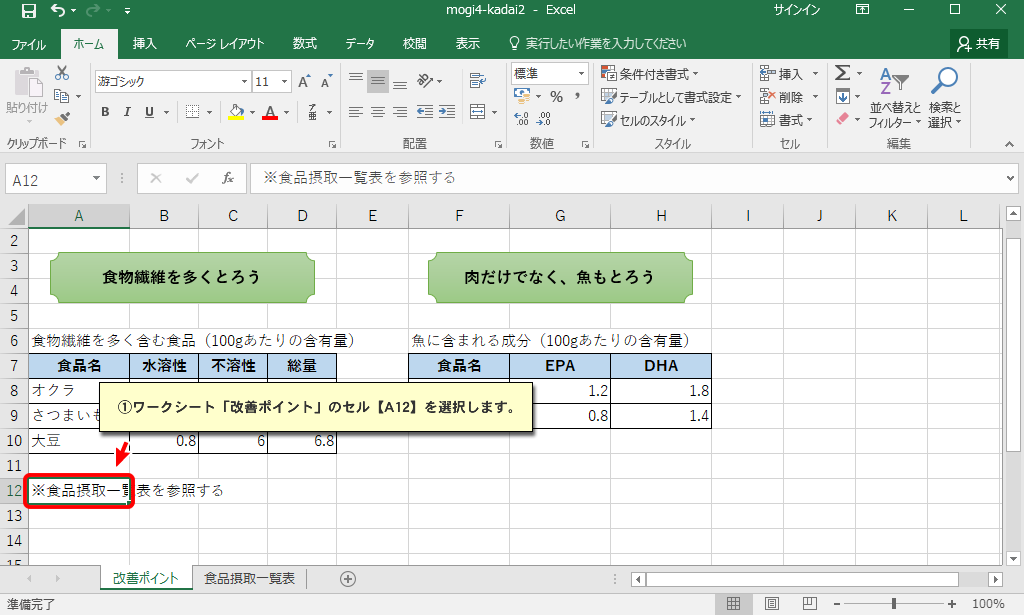 mogi4-kadai2 - Excel
サインイン
ファイル ホーム 挿入 ページ レイアウト 数式 データ 校閲 表示 実行したい作業を入力してください 共有
貼り付け
クリップボード
游ゴシック 11
B I U
フォント
配置
標準
% ,
数値
条件付き書式
テーブルとして書式設定
セルのスタイル
スタイル
挿入
削除
書式
セル
並べ替えと
フィルター
検索と
選択
編集
A12 fx ※食品摂取一覧表を参照する
A B C D E F G H I J K L
2
3 食物繊維を多くとろう 肉だけでなく、魚もとろう
4
5
6 食物繊維を多く含む食品（100gあたりの含有量） 魚に含まれる成分（100gあたりの含有量）
7 食品名 水溶性 不溶性 総量 食品名 EPA DHA
8 オクラ 1.2 1.8
①ワークシート「改善ポイント」のセル【A12】を選択します。
9 さつまいも 0.8 1.4
10 大豆 0.8 6 6.8
11
12 ※食品摂取一覧表を参照する
13
14
15
改善ポイント 食品摂取一覧表
準備完了 100%